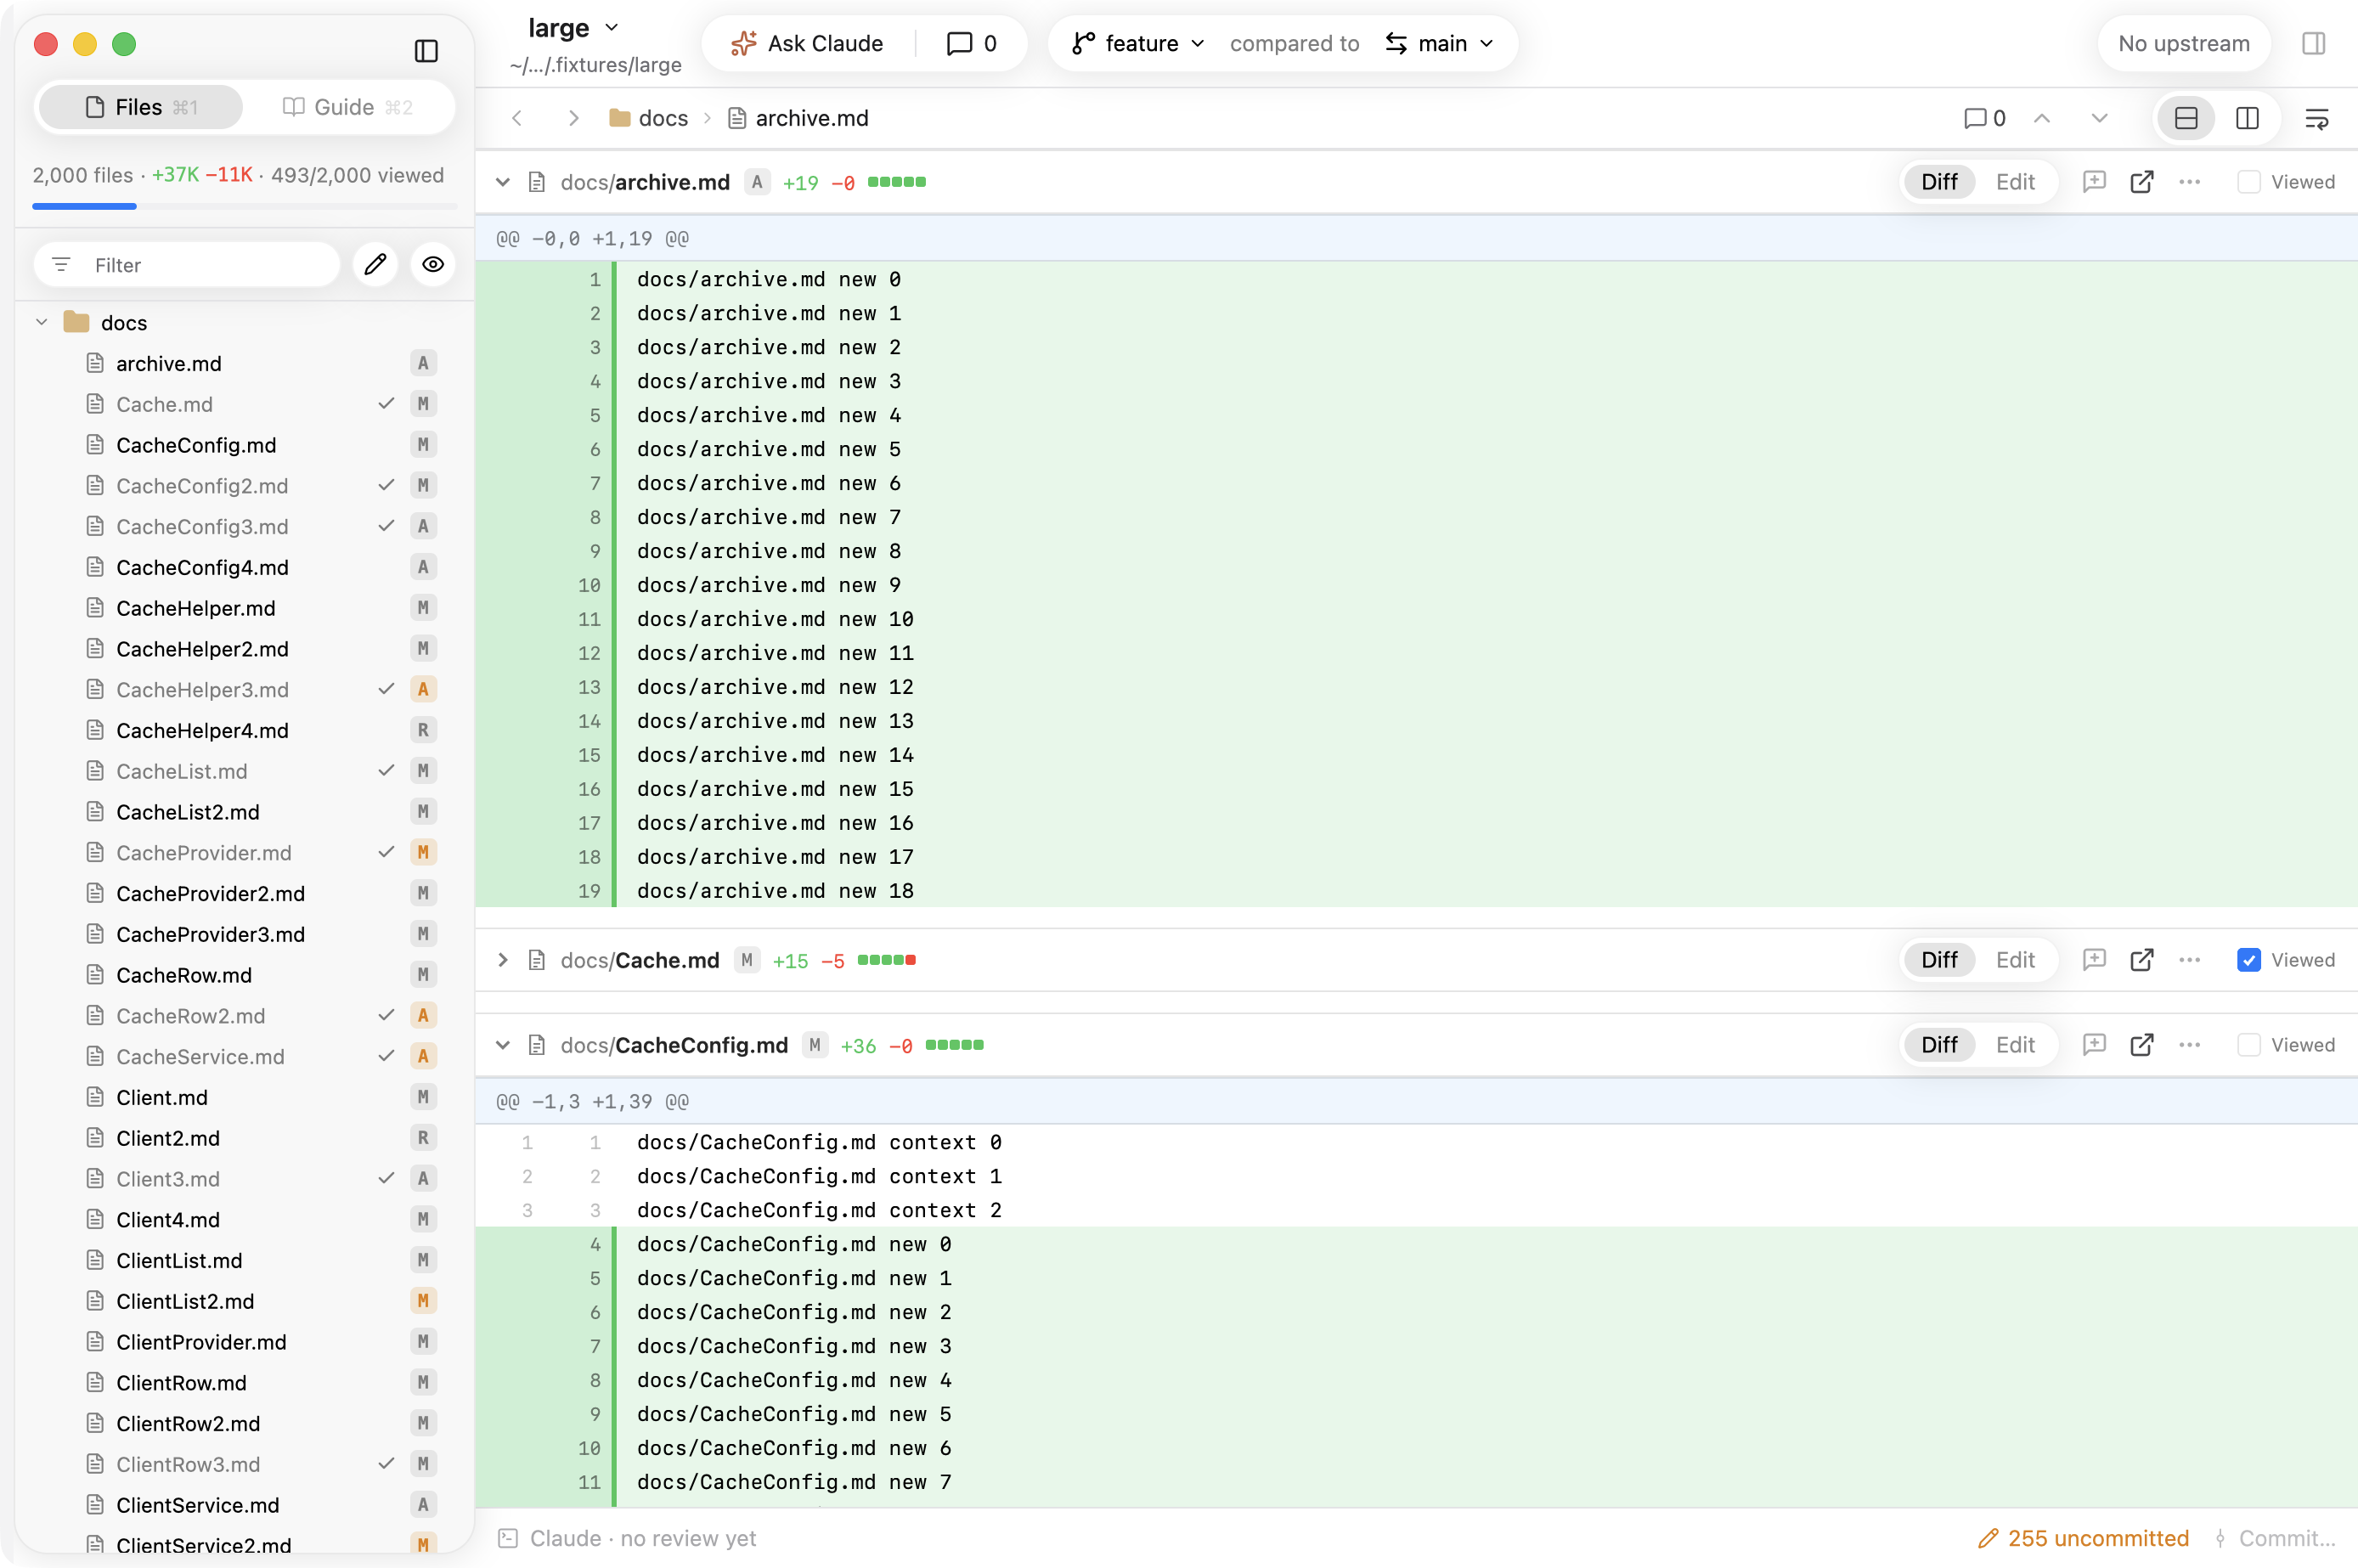 large
~/.../.fixtures/large
Ask Claude
0
feature
compared to
main
No upstream
Files ⌘1
Guide ⌘2
2,000 files · +37K −11K · 493/2,000 viewed
Filter
docs
archive.md A
Cache.md M
CacheConfig.md M
CacheConfig2.md M
CacheConfig3.md A
CacheConfig4.md A
CacheHelper.md M
CacheHelper2.md M
CacheHelper3.md A
CacheHelper4.md R
CacheList.md M
CacheList2.md M
CacheProvider.md M
CacheProvider2.md M
CacheProvider3.md M
CacheRow.md M
CacheRow2.md A
CacheService.md A
Client.md M
Client2.md R
Client3.md A
Client4.md M
ClientList.md M
ClientList2.md M
ClientProvider.md M
ClientRow.md M
ClientRow2.md M
ClientRow3.md M
ClientService.md A
ClientService2.md M
docs › archive.md
0
docs/archive.md A +19 −0
Diff Edit
Viewed
@@ −0,0 +1,19 @@
1 docs/archive.md new 0
2 docs/archive.md new 1
3 docs/archive.md new 2
4 docs/archive.md new 3
5 docs/archive.md new 4
6 docs/archive.md new 5
7 docs/archive.md new 6
8 docs/archive.md new 7
9 docs/archive.md new 8
10 docs/archive.md new 9
11 docs/archive.md new 10
12 docs/archive.md new 11
13 docs/archive.md new 12
14 docs/archive.md new 13
15 docs/archive.md new 14
16 docs/archive.md new 15
17 docs/archive.md new 16
18 docs/archive.md new 17
19 docs/archive.md new 18
docs/Cache.md M +15 −5
Diff Edit
Viewed
docs/CacheConfig.md M +36 −0
Diff Edit
Viewed
@@ −1,3 +1,39 @@
1 1 docs/CacheConfig.md context 0
2 2 docs/CacheConfig.md context 1
3 3 docs/CacheConfig.md context 2
4 docs/CacheConfig.md new 0
5 docs/CacheConfig.md new 1
6 docs/CacheConfig.md new 2
7 docs/CacheConfig.md new 3
8 docs/CacheConfig.md new 4
9 docs/CacheConfig.md new 5
10 docs/CacheConfig.md new 6
11 docs/CacheConfig.md new 7
Claude · no review yet
255 uncommitted
Commit...